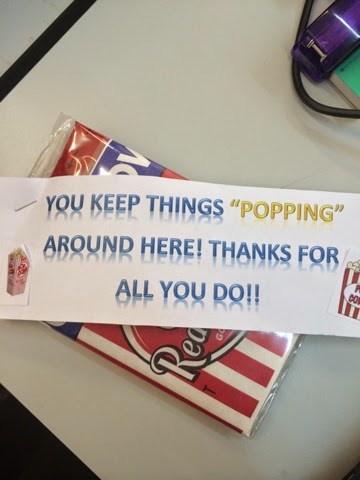 YOU KEEP THINGS "POPPING"
AROUND HERE! THANKS FOR
ALL YOU DO!!